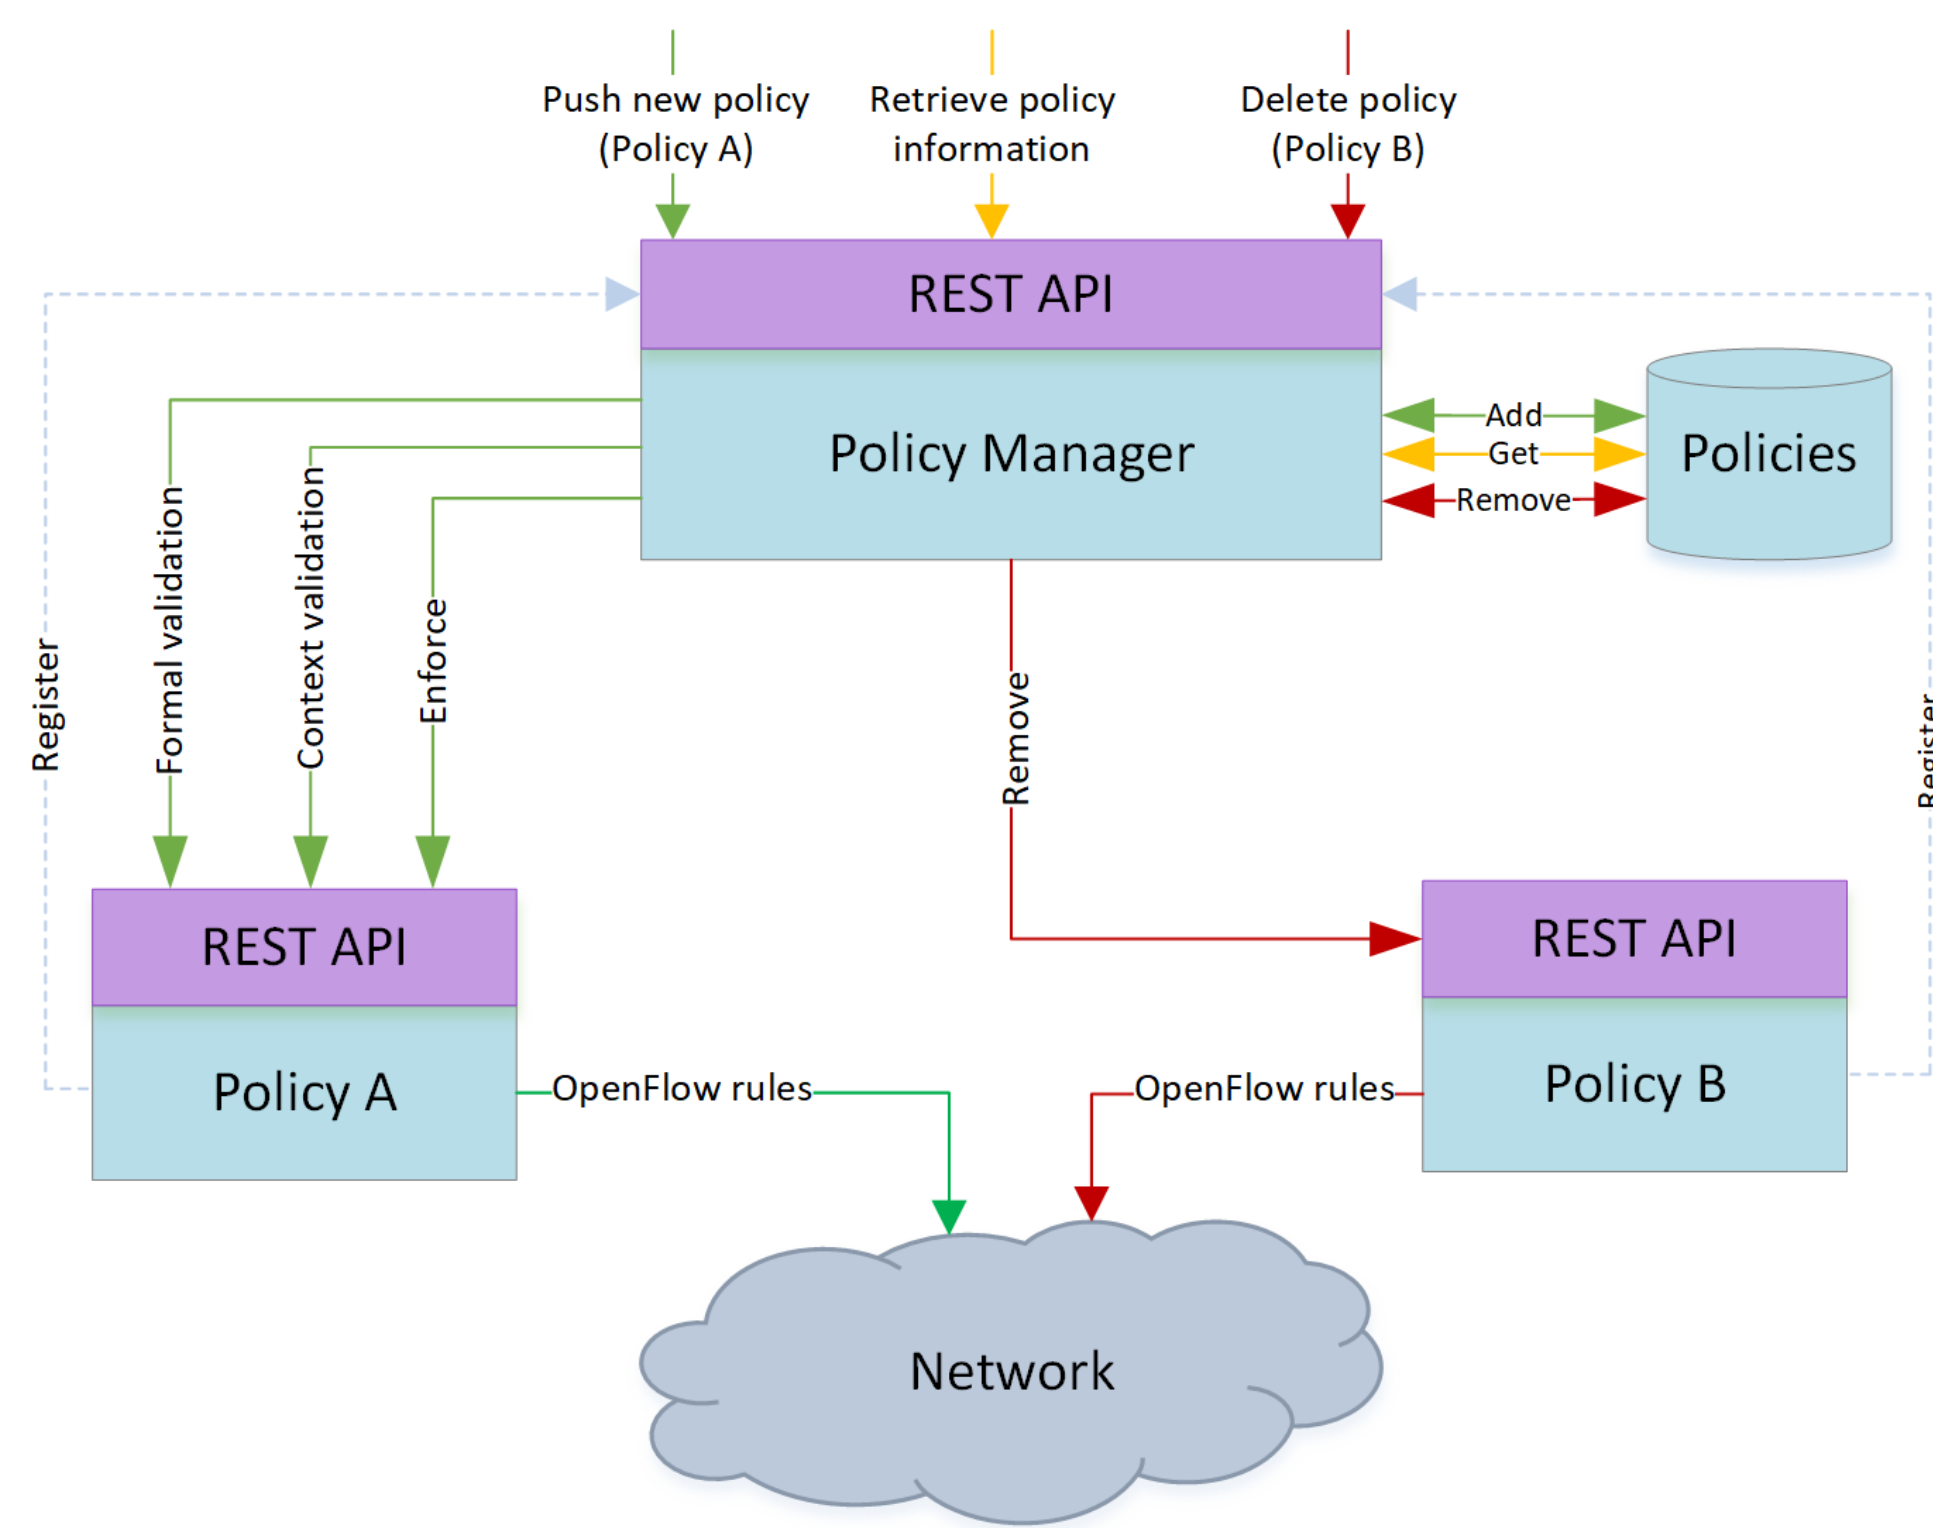 Push new policy
(Policy A)
Retrieve policy
information
Delete policy
(Policy B)
REST API
Policy Manager
Add
Get
Remove
Policies
Formal validation
Context validation
Enforce
Register
Remove
Register
REST API
Policy A
REST API
Policy B
OpenFlow rules
OpenFlow rules
Network